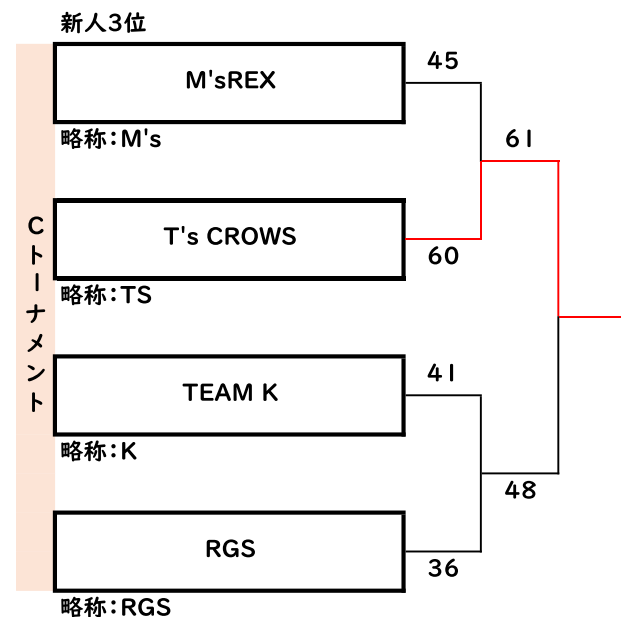 新人3位
M'sREX
45
略称：M's
61
T's CROWS
60
略称：TS
Cトーナメント
TEAM K
41
略称：K
48
RGS
36
略称：RGS